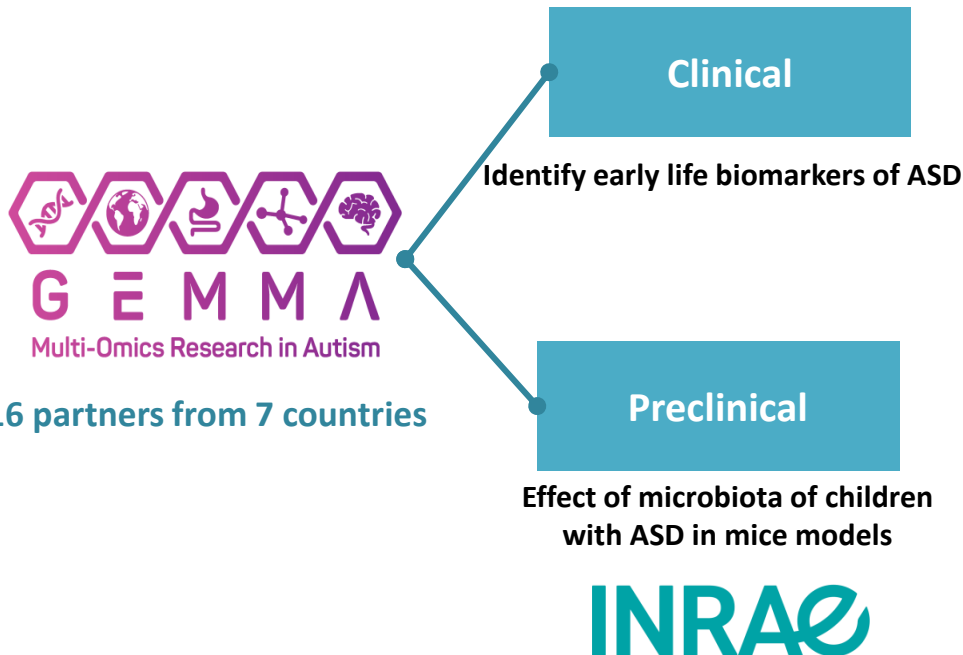 Clinical
Identify early life biomarkers of ASD
GEMMA
Multi-Omics Research in Autism
6 partners from 7 countries
Preclinical
Effect of microbiota of children
with ASD in mice models
INRAE